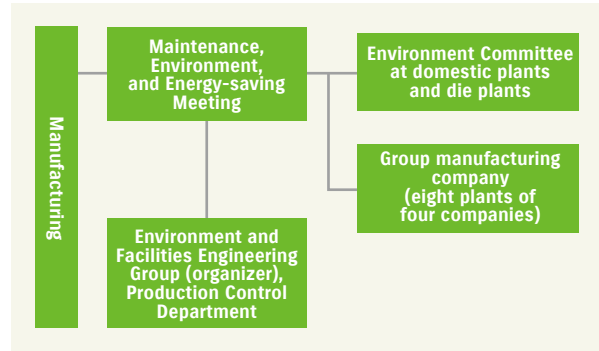 Manufacturing
Maintenance,
Environment,
and Energy-saving
Meeting
Environment and
Facilities Engineering
Group (organizer),
Production Control
Department
Environment Committee
at domestic plants
and die plants
Group manufacturing
company
(eight plants of
four companies)